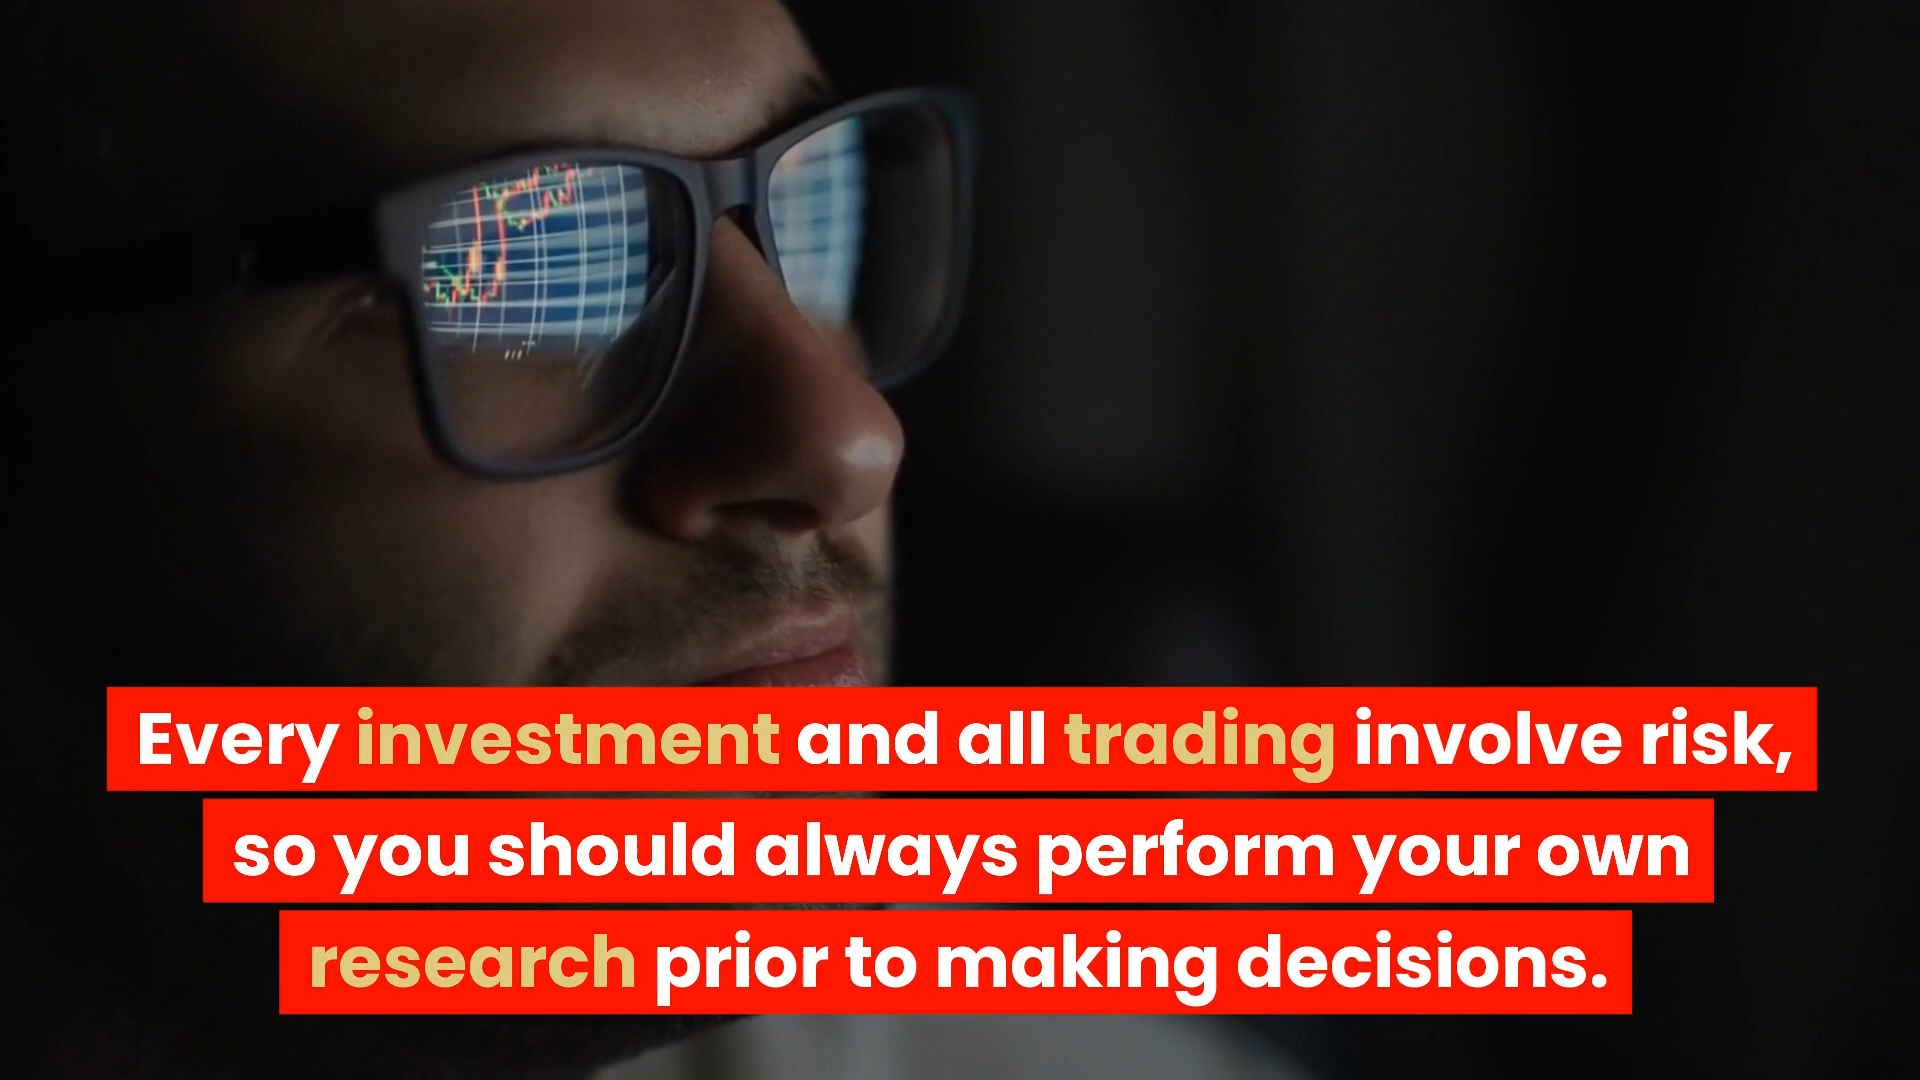 Every investment and all trading involve risk,
so you should always perform your own
research prior to making decisions.